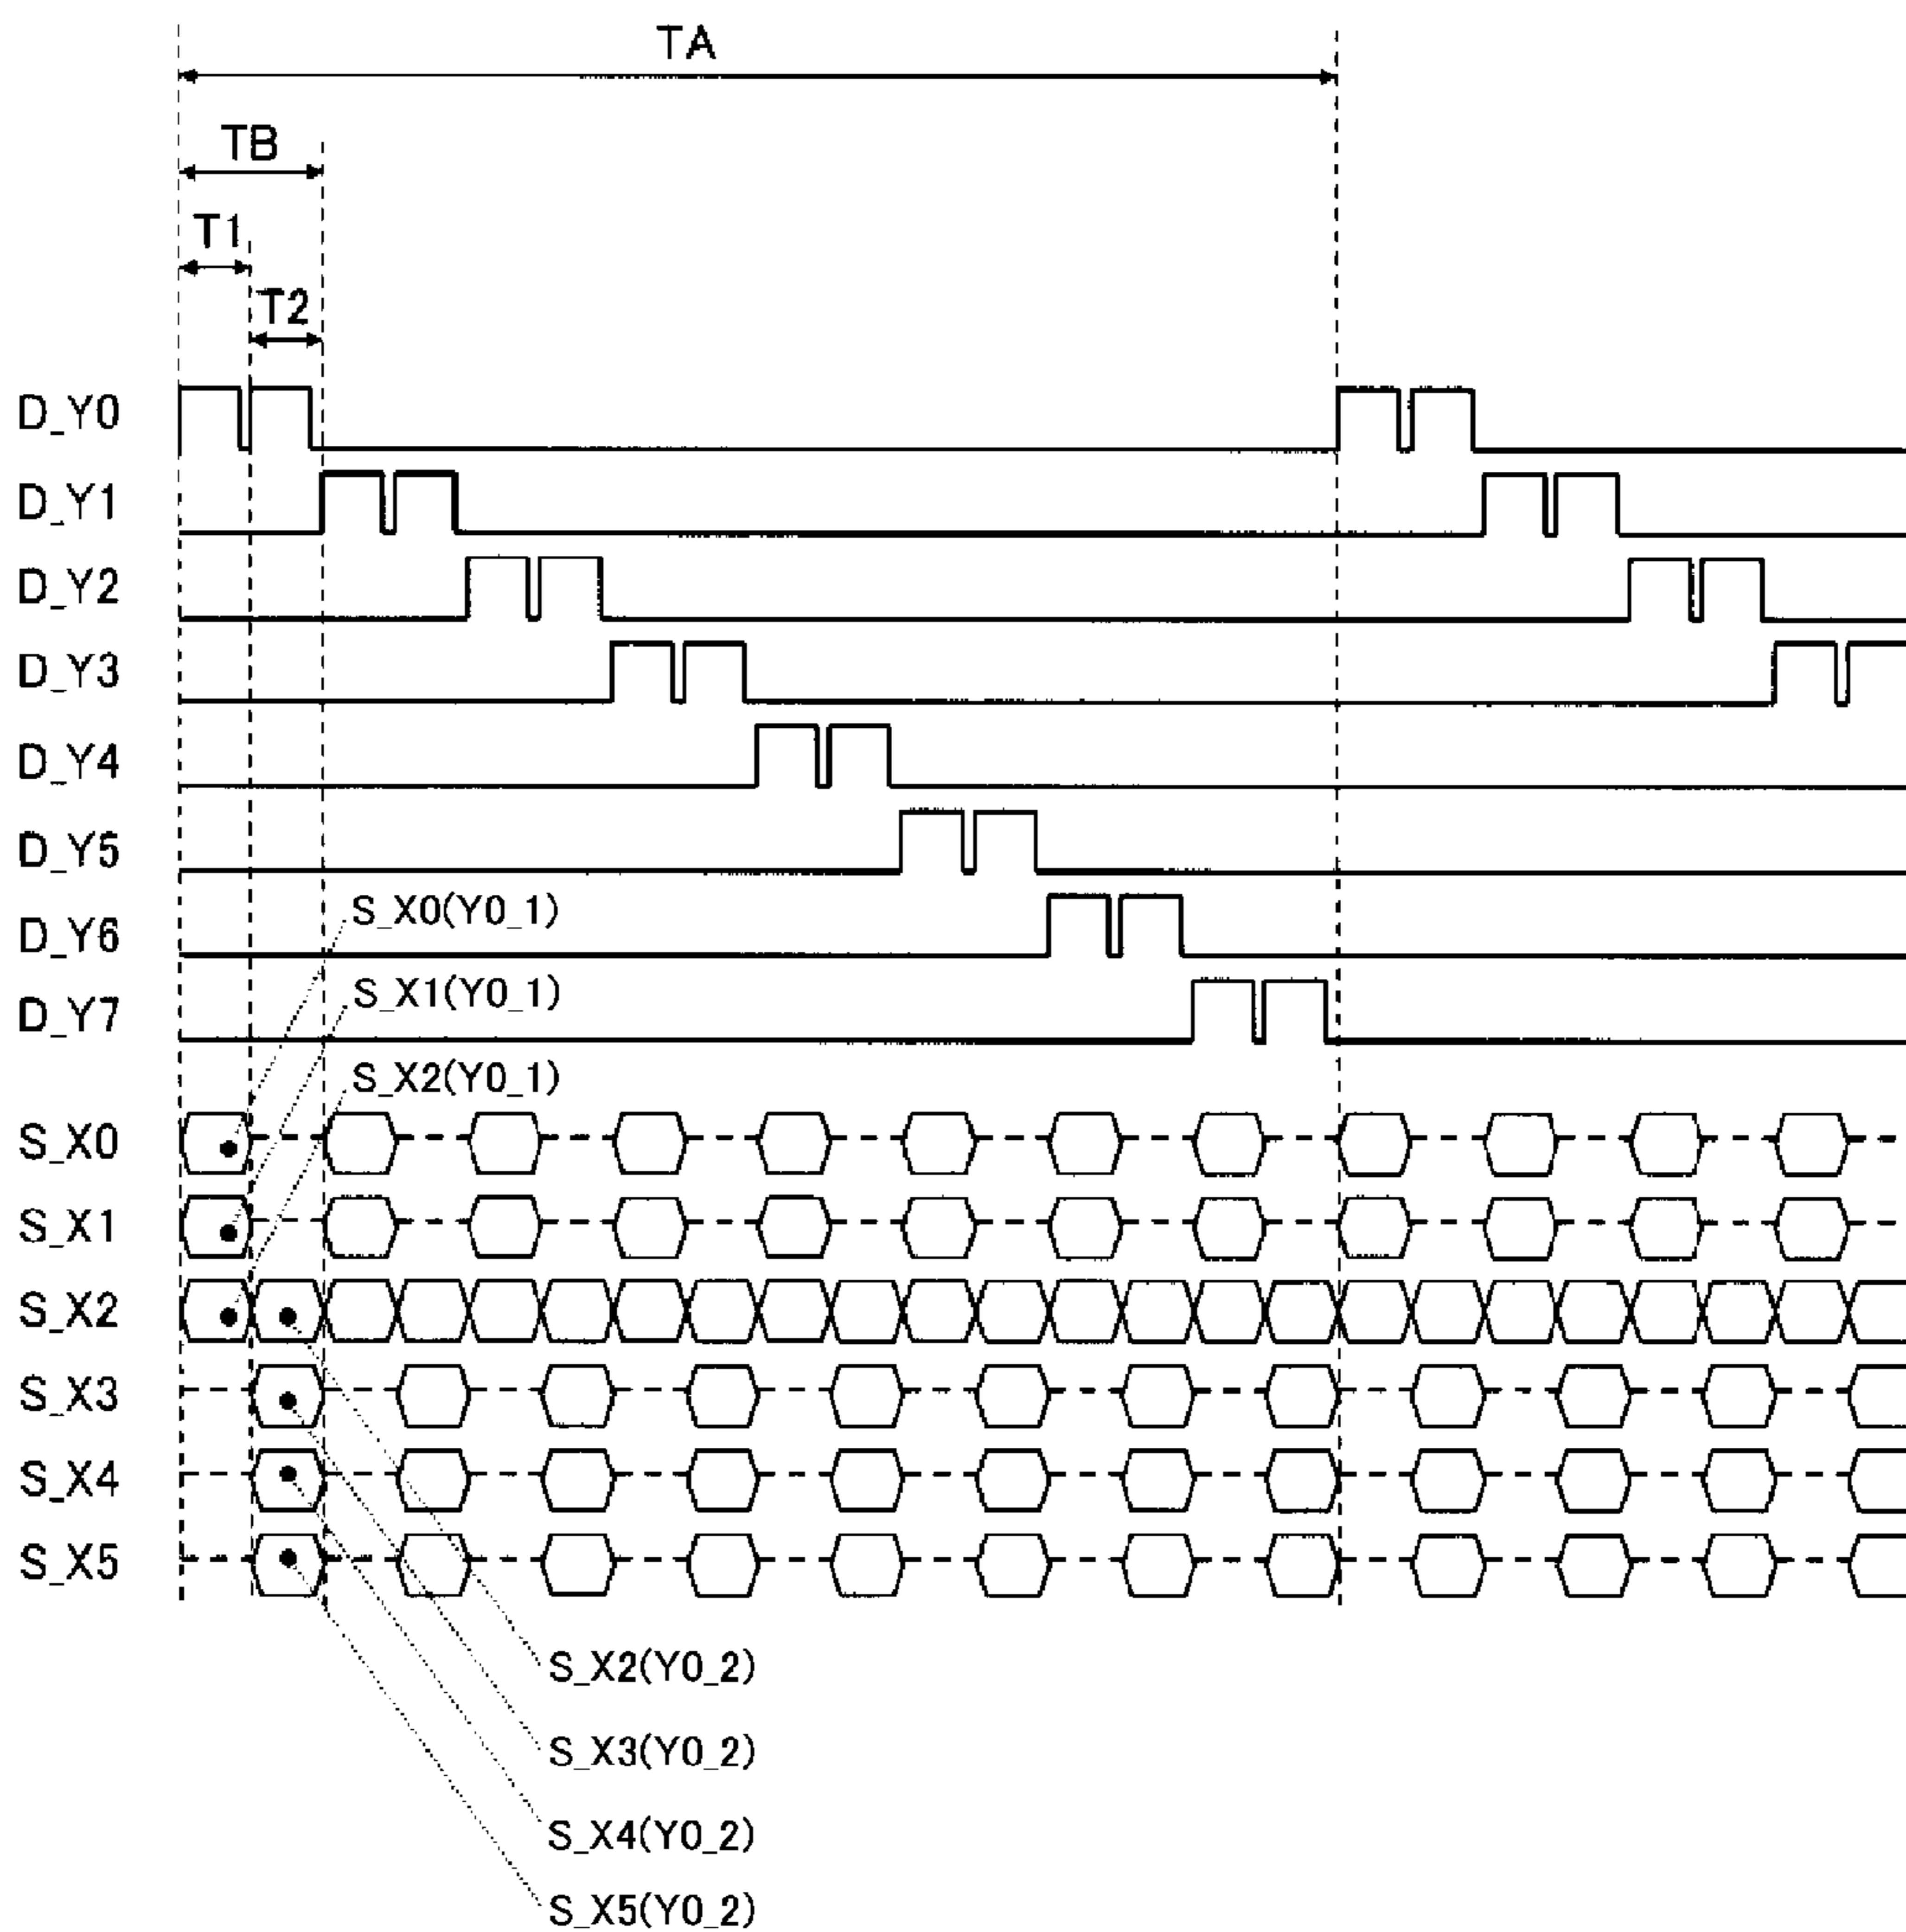 TA
TB
T1
T2
D_Y0
D_Y1
D_Y2
D_Y3
D_Y4
D_Y5
S_X0(Y0_1)
D_Y6
S_X1(Y0_1)
D_Y7
S_X2(Y0_1)
S_X0
S_X1
S_X2
S_X3
S_X4
S_X5
S_X2(Y0_2)
S_X3(Y0_2)
S_X4(Y0_2)
S_X5(Y0_2)